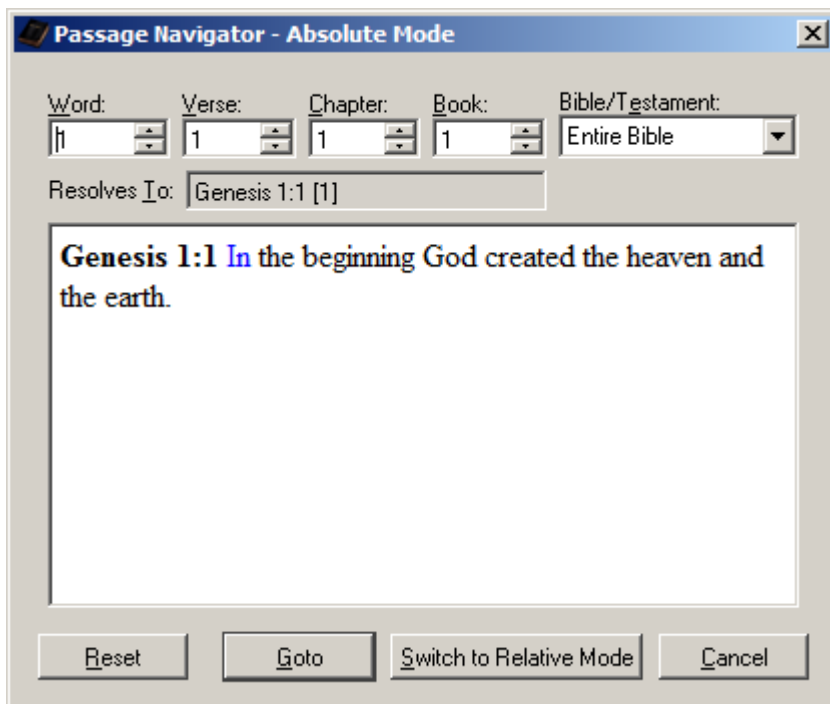 Passage Navigator - Absolute Mode
Word: Verse: Chapter: Book: Bible/Testament:
1 1 1 1 Entire Bible
Resolves To: Genesis 1:1 [1]
Genesis 1:1 In the beginning God created the heaven and
the earth.
Reset Goto Switch to Relative Mode Cancel